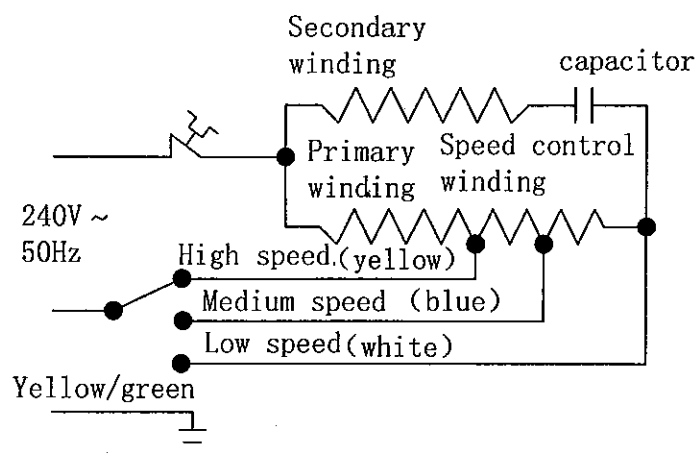 Secondary
winding
capacitor
Primary
winding
Speed control
winding
240V ~
50Hz
High speed.(yellow)
Medium speed (blue)
Low speed(white)
Yellow/green